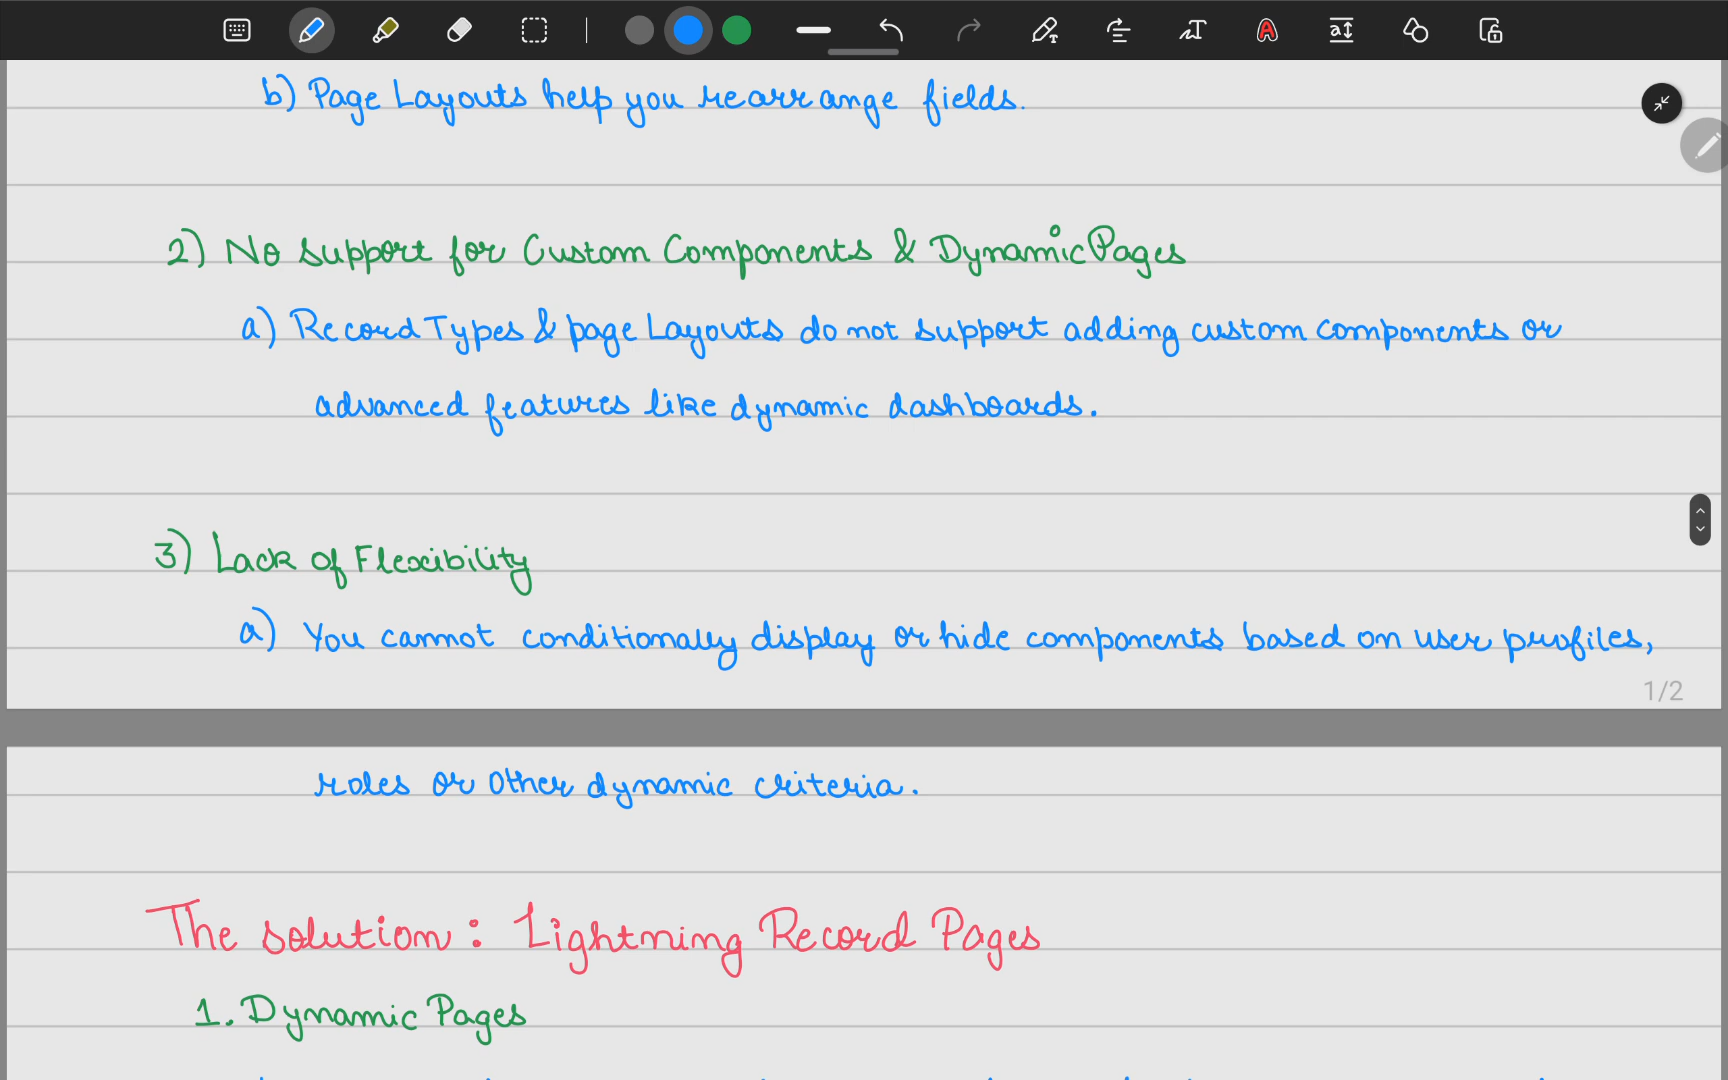 b) Page Layouts help you rearrange fields.
2) No Support for Custom Components & Dynamic Pages
a) Record Types & page Layouts do not support adding custom components or
advanced features like dynamic dashboards.
3) Lack of Flexibility
a) You cannot conditionally display or hide components based on user profiles,
1/2
roles or other dynamic criteria.
The solution: Lightning Record Pages
1. Dynamic Pages